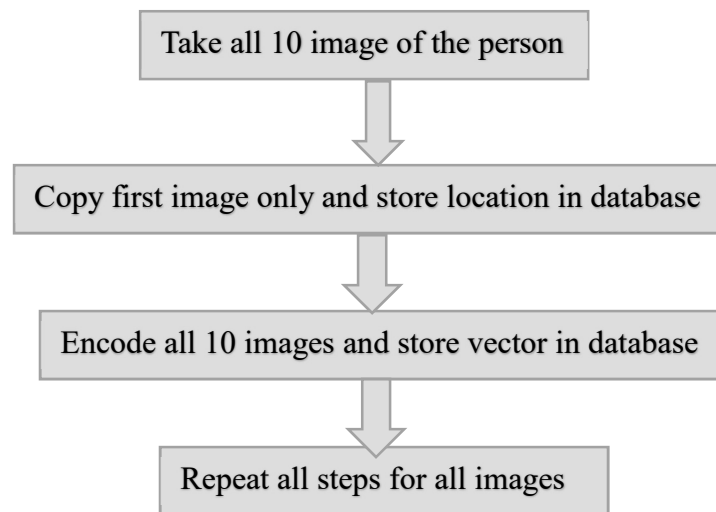 Take all 10 image of the person
Copy first image only and store location in database
Encode all 10 images and store vector in database
Repeat all steps for all images